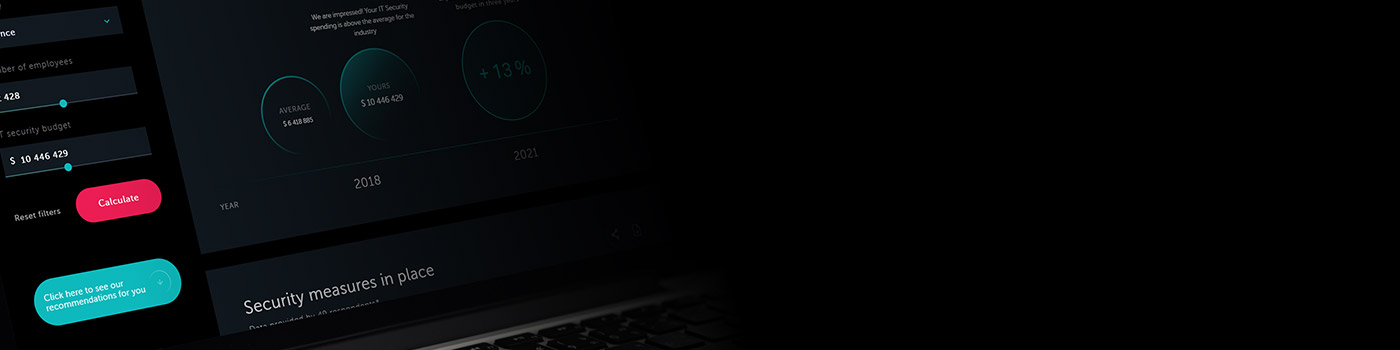 nce
ber of employees
428
T security budget
$ 10 446 429
Reset filters
Calculate
Click here to see our
recommendations for you
We are impressed! Your IT Security
spending is above the average for the
industry
budget in three
AVERAGE
$ 6 418 885
YOURS
$ 10 446 429
+ 13 %
YEAR
2018
2021
Security measures in place
Data provided by 49 respondents*